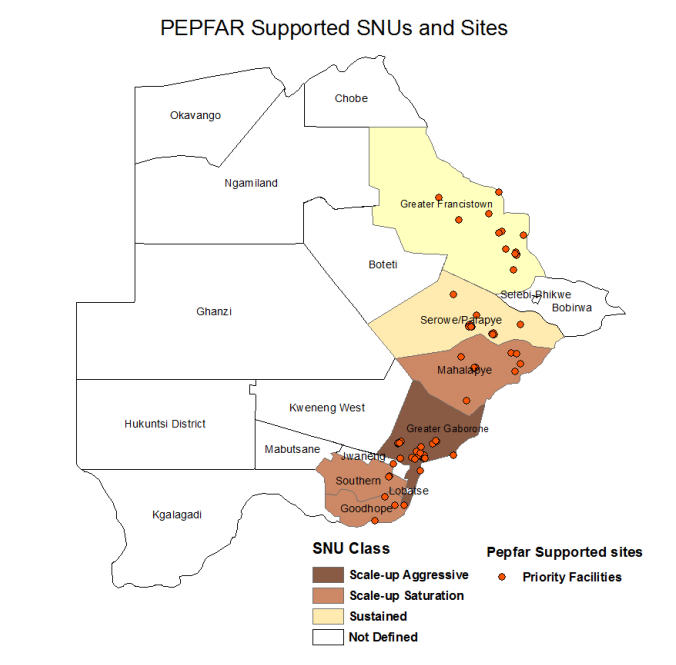 PEPFAR Supported SNUs and Sites
Chobe
Okavango
Ngamiland
Greater Francistown
Boteti
Selebi-Phikwe
Bobirwa
Ghanzi
Serowe/Palapye
Mahalapye
Kweneng West
Hukuntsi District
Greater Gaborone
Mabutsane
Jwaneng
Southern
Lobatse
Goodhope
Kgalagadi
SNU Class
Scale-up Aggressive
Scale-up Saturation
Sustained
Not Defined
Pepfar Supported sites
Priority Facilities